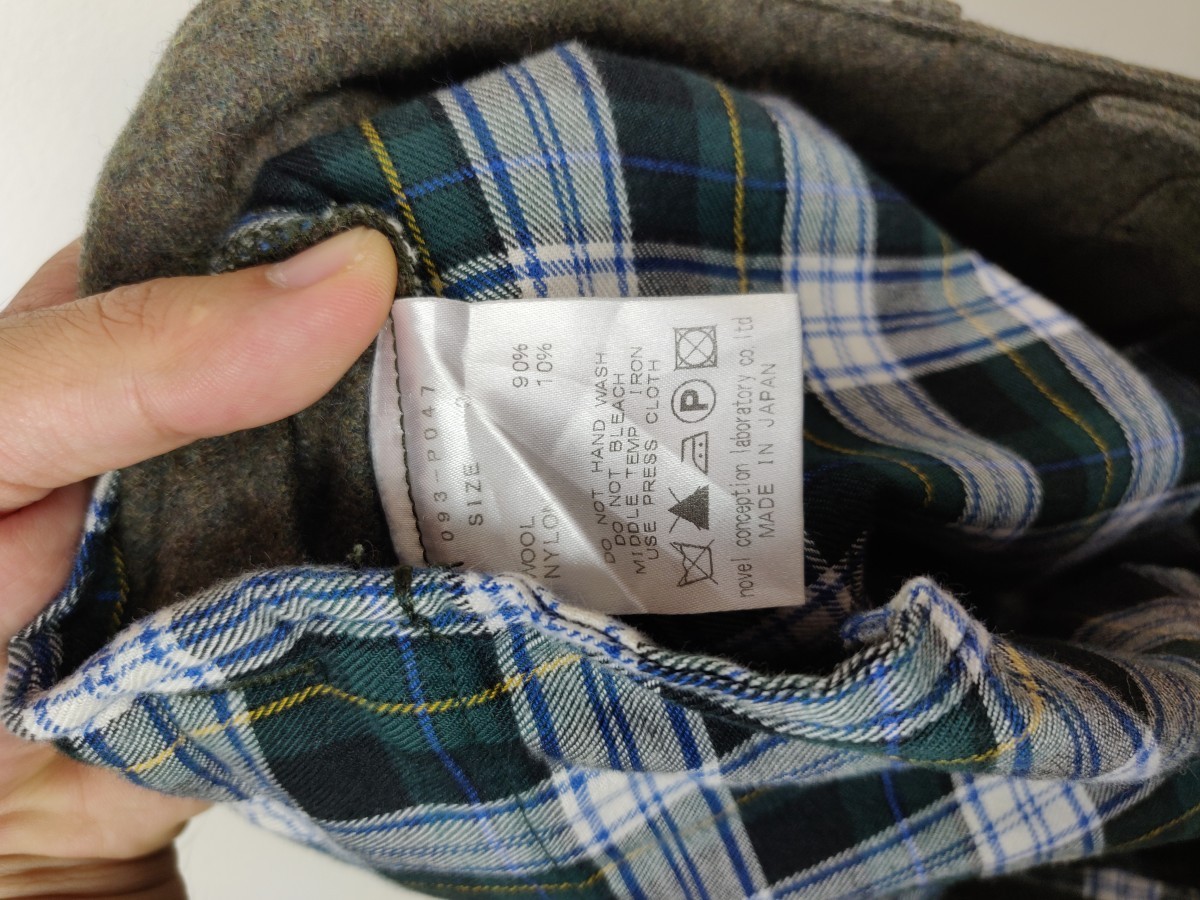 093-P047
SIZE
WOOL 90%
NYLON 10%
DO NOT HAND WASH
DO NOT BLEACH
MIDDLE TEMP. IRON
USE PRESS CLOTH
P
novel conception laboratory co.ltd
MADE IN JAPAN